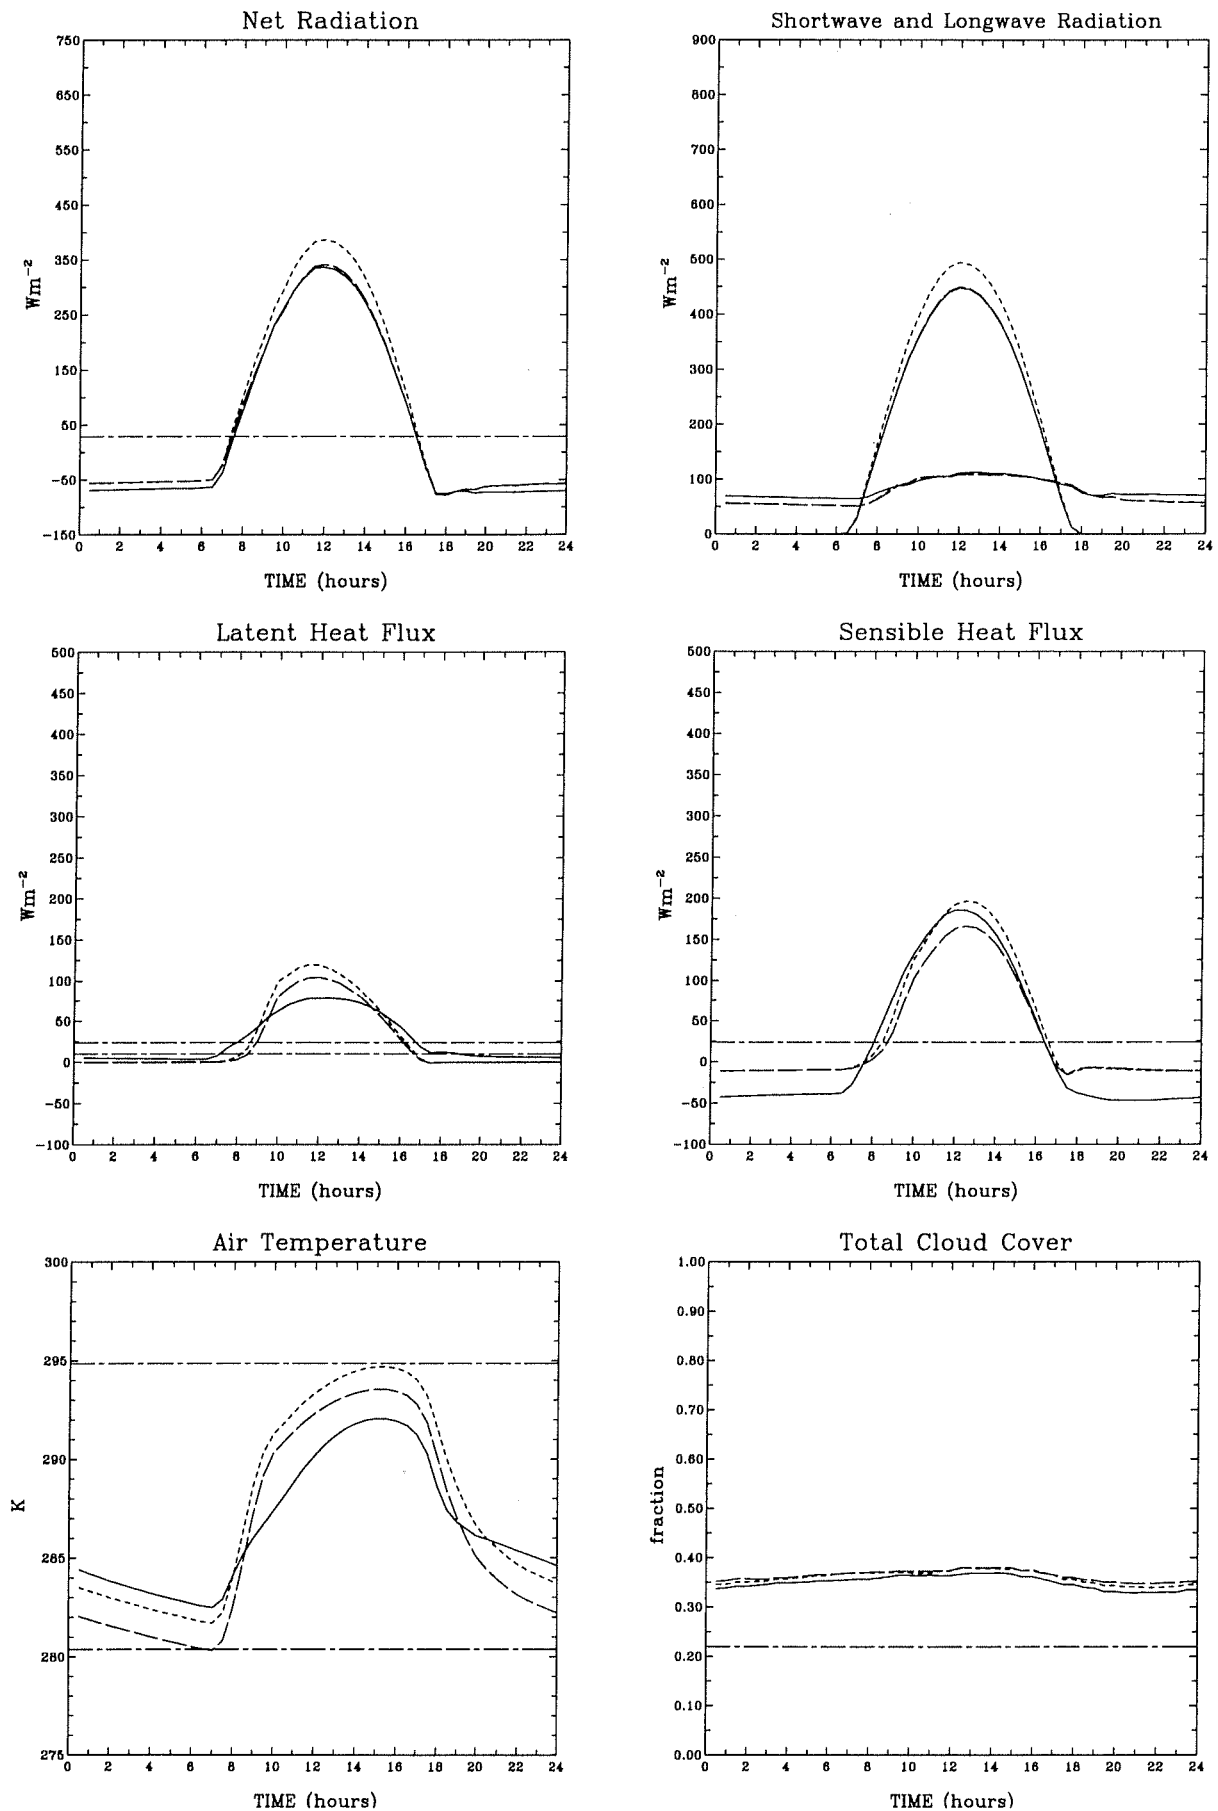 Net Radiation
750
650
550
450
350
250
150
50
−50
−150
Wm−2
0 2 4 6 8 10 12 14 16 18 20 22 24
TIME (hours)
Shortwave and Longwave Radiation
900
800
700
600
500
400
300
200
100
0
Wm−2
0 2 4 6 8 10 12 14 16 18 20 22 24
TIME (hours)
Latent Heat Flux
500
450
400
350
300
250
200
150
100
50
0
−50
−100
Wm−2
0 2 4 6 8 10 12 14 16 18 20 22 24
TIME (hours)
Sensible Heat Flux
500
450
400
350
300
250
200
150
100
50
0
−50
−100
Wm−2
0 2 4 6 8 10 12 14 16 18 20 22 24
TIME (hours)
Air Temperature
300
295
290
285
280
275
K
0 2 4 6 8 10 12 14 16 18 20 22 24
TIME (hours)
Total Cloud Cover
1.00
0.90
0.80
0.70
0.60
0.50
0.40
0.30
0.20
0.10
0.00
fraction
0 2 4 6 8 10 12 14 16 18 20 22 24
TIME (hours)